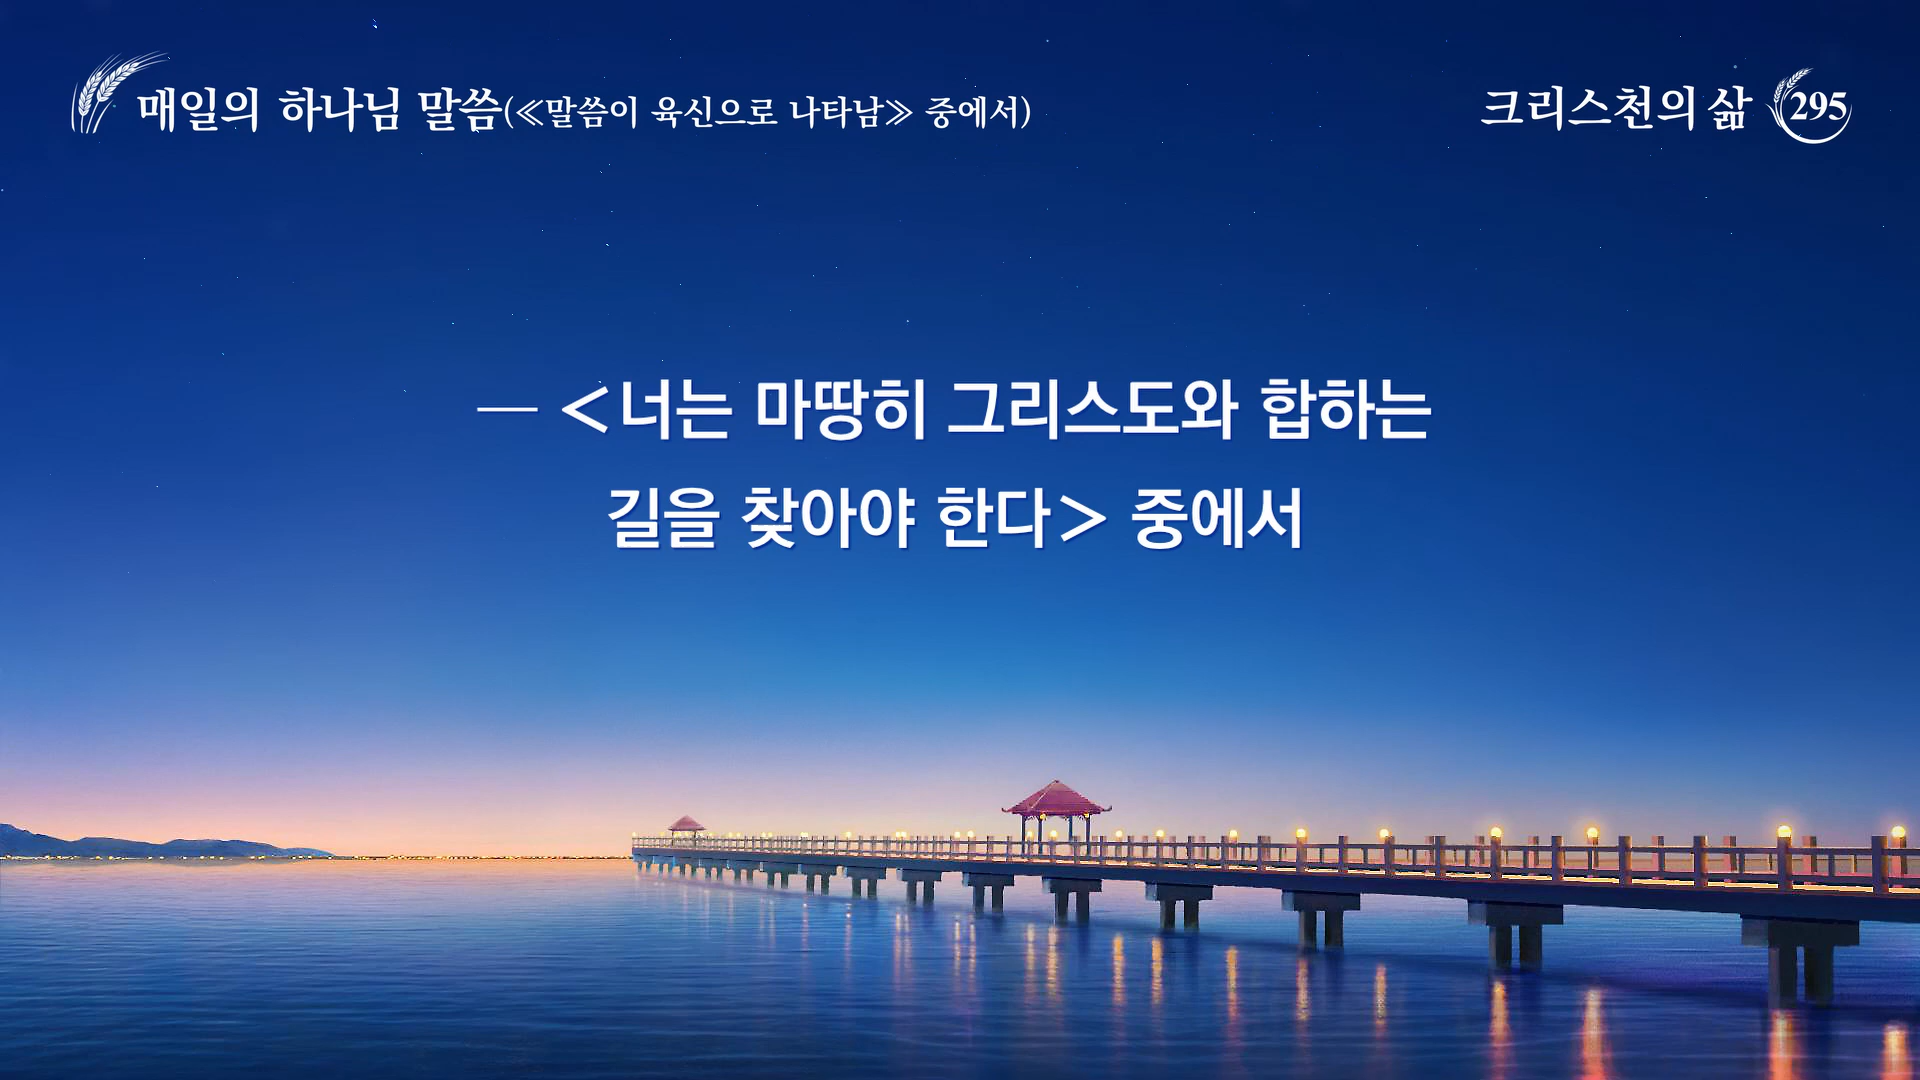 매일의 하나님 말씀(≪말씀이 육신으로 나타남≫ 중에서)
크리스천의 삶 295
— <너는 마땅히 그리스도와 합하는
길을 찾아야 한다> 중에서